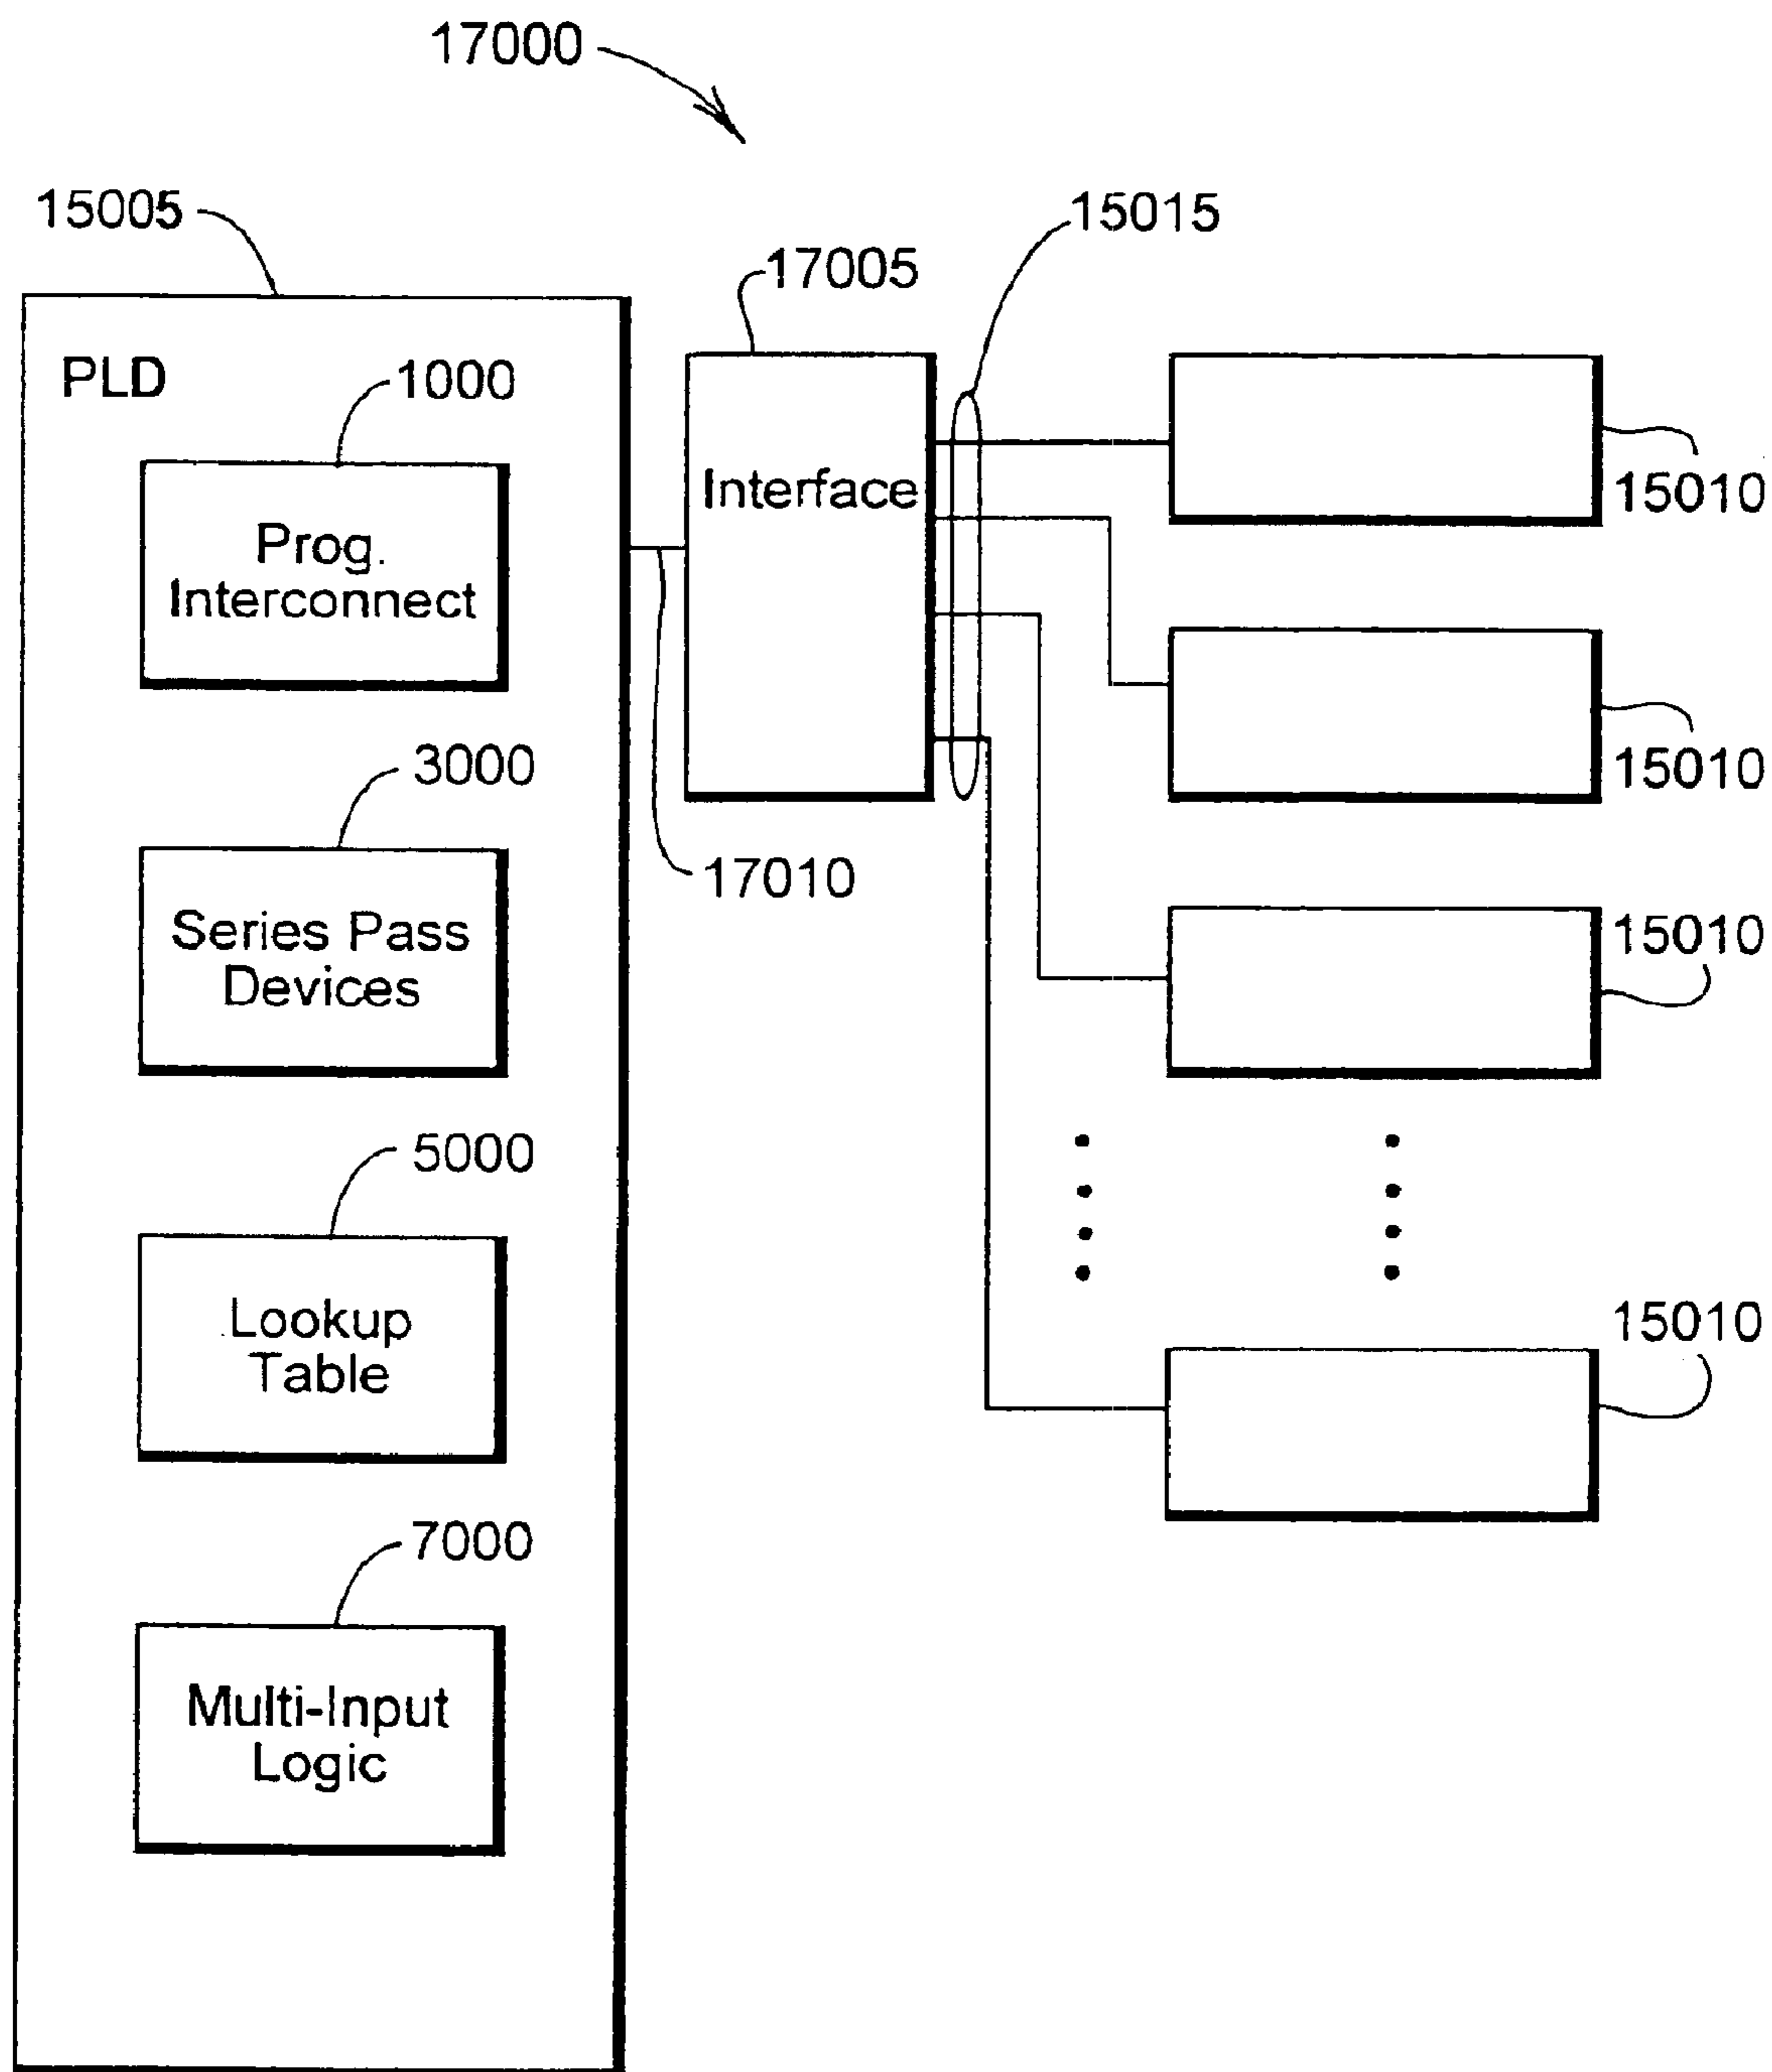 17000
15005
15015
17005
PLD
1000
Interface
15010
Prog.
Interconnect
15010
3000
17010
Series Pass
Devices
15010
5000
Lookup
Table
15010
7000
Multi-Input
Logic